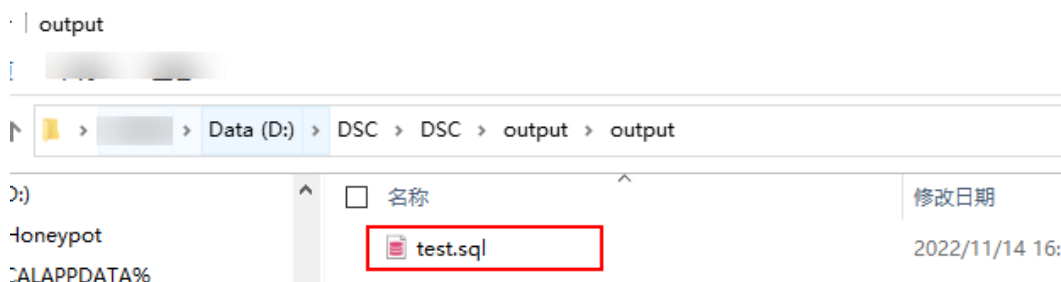 output
Data (D:) > DSC > DSC > output > output
D:)
名称
修改日期
Honeypot
test.sql
2022/11/14 16:
CALAPPDATA%